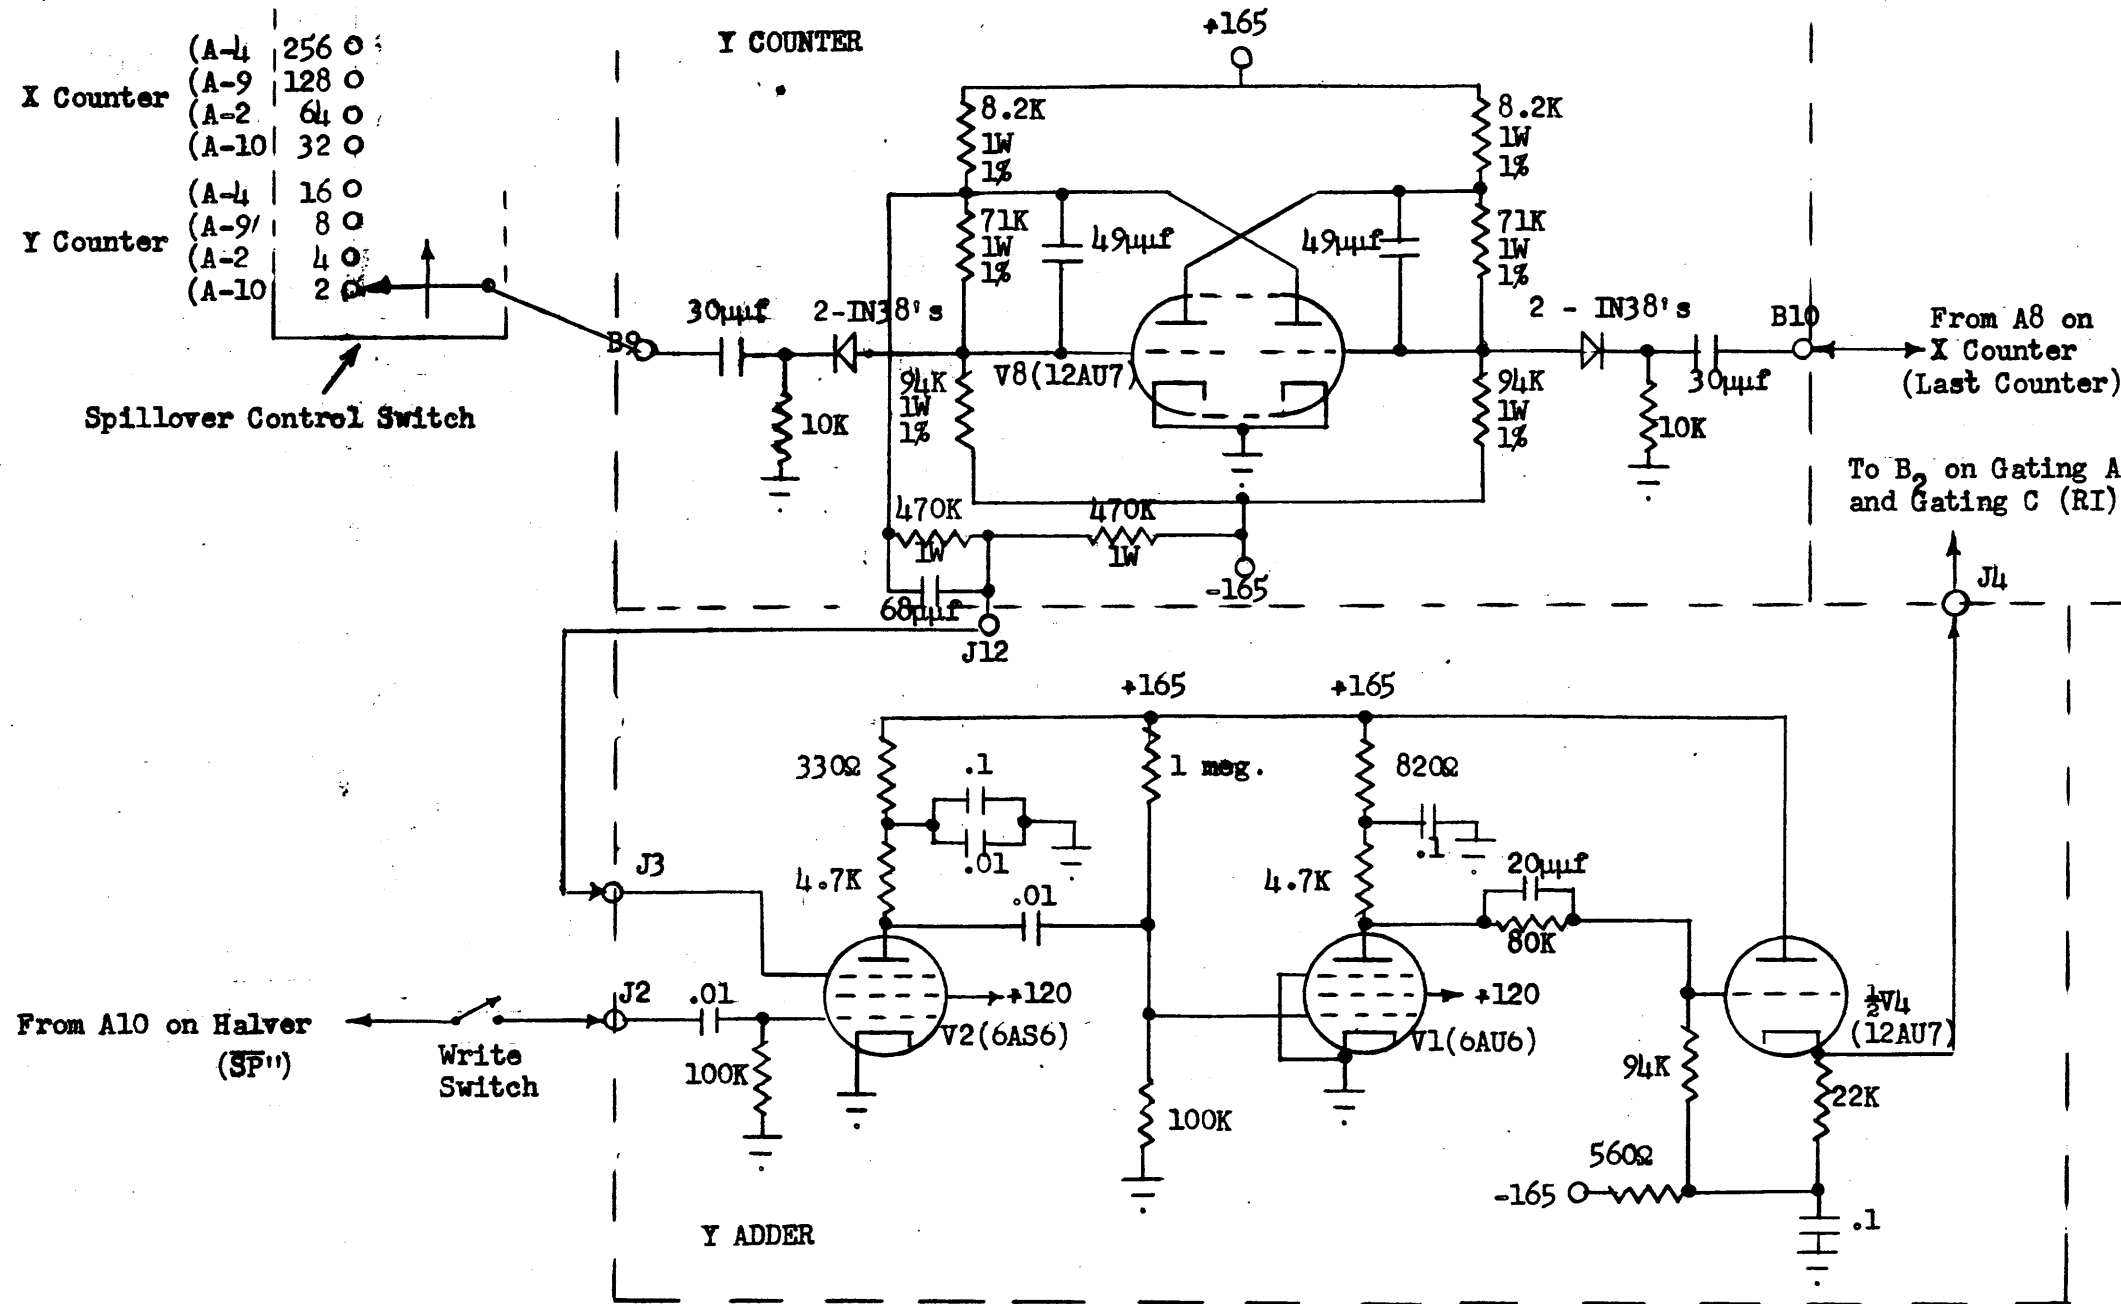 Y COUNTER
+165
X Counter
(A-4 256
(A-9 128
(A-2 64
(A-10 32
Y Counter
(A-4 16
(A-9 8
(A-2 4
(A-10 2
Spillover Control Switch
B9
30µµf
10K
2-IN38's
8.2K
1W
1%
71K
1W
1%
49µµf
94K
1W
1%
V8(12AU7)
8.2K
1W
1%
71K
1W
1%
49µµf
94K
1W
1%
2 - IN38's
10K
30µµf
B10
From A8 on
X Counter
(Last Counter)
470K
1W
470K
1W
68µµf
-165
J12
To B2 on Gating A
and Gating C (RI)
J4
+165
+165
330Ω
.1
.01
4.7K
.01
1 meg.
820Ω
.1
4.7K
20µµf
80K
J3
J2
.01
100K
+120
V2(6AS6)
100K
+120
V1(6AU6)
½V4
(12AU7)
94K
22K
560Ω
-165
.1
From A10 on Halver
(S̅P̅")
Write
Switch
Y ADDER